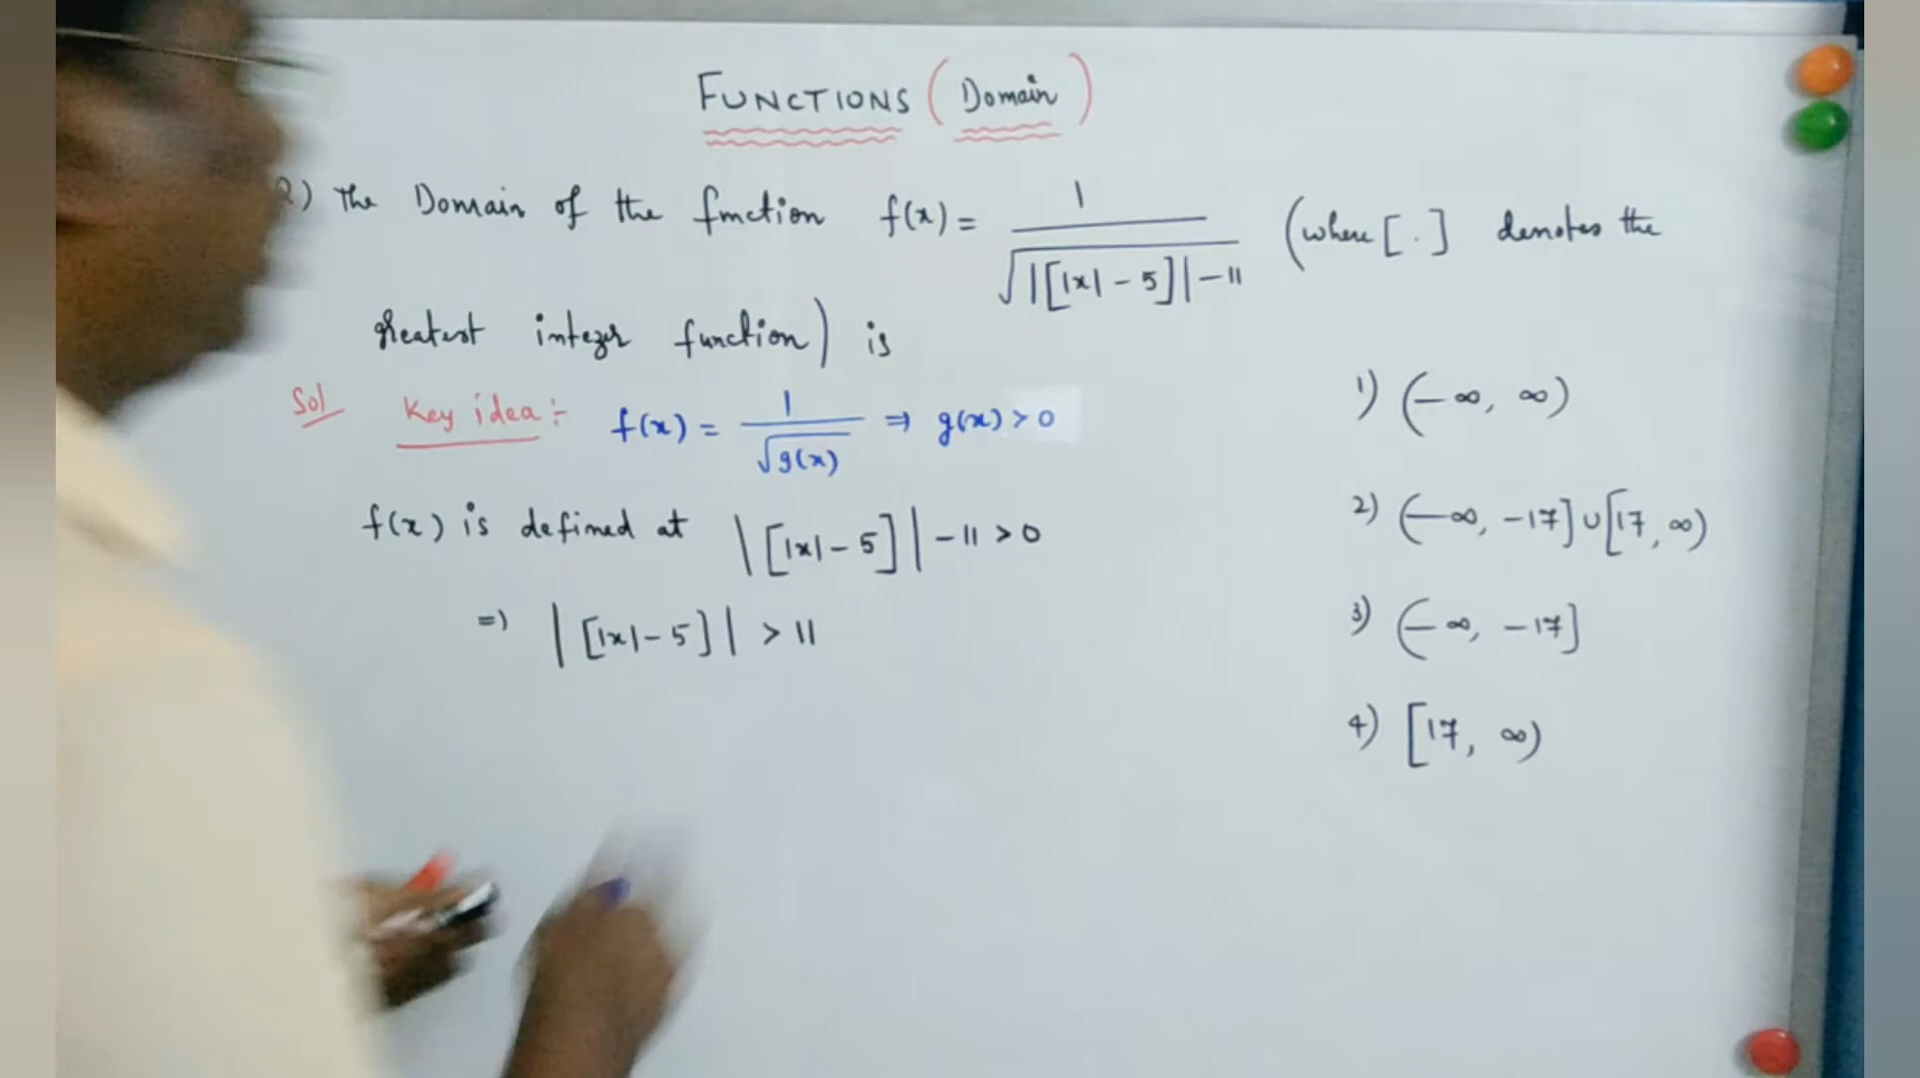 FUNCTIONS (Domain)
Q) The Domain of the function f(x) = 1/√|[|x| - 5]| - 11 (where [.] denotes the
greatest integer function) is
Sol Key idea :- f(x) = 1/√g(x) ⇒ g(x) > 0
f(x) is defined at |[|x| - 5]| - 11 > 0
=> |[|x| - 5]| > 11
1) (-∞, ∞)
2) (-∞, -17] ∪ [17, ∞)
3) (-∞, -17]
4) [17, ∞)